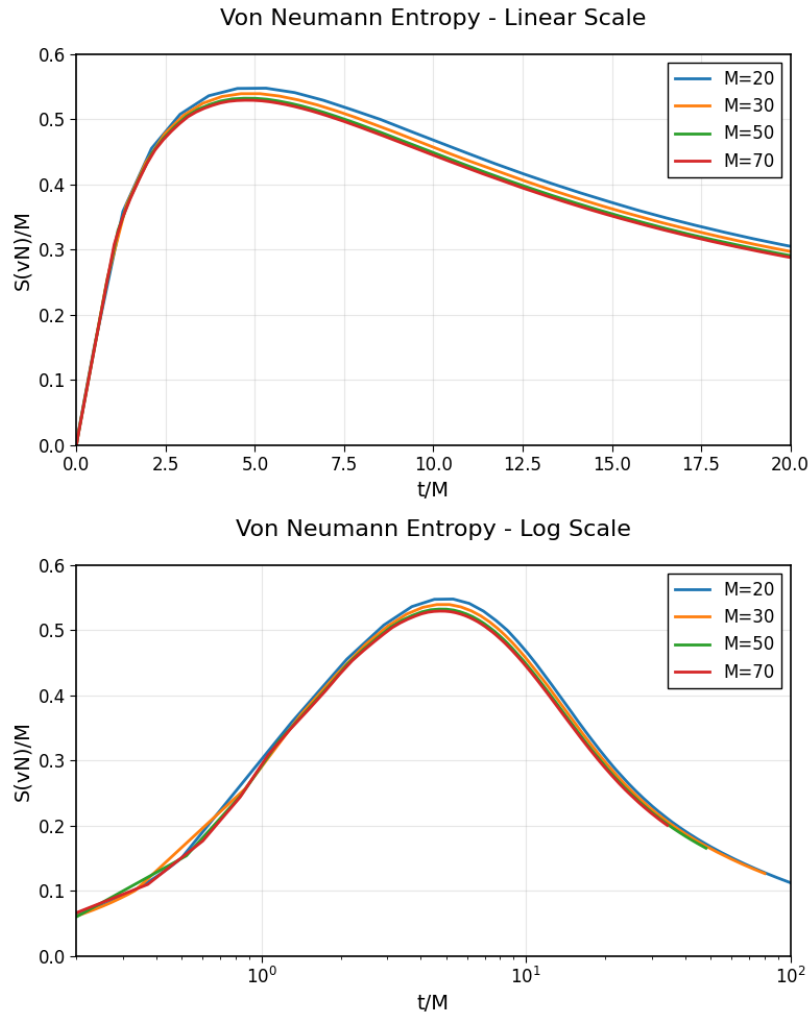 Von Neumann Entropy - Linear Scale
0.6
0.5
0.4
0.3
0.2
0.1
0.0
S(vN)/M
M=20
M=30
M=50
M=70
0.0 2.5 5.0 7.5 10.0 12.5 15.0 17.5 20.0
t/M
Von Neumann Entropy - Log Scale
0.6
0.5
0.4
0.3
0.2
0.1
0.0
S(vN)/M
M=20
M=30
M=50
M=70
10⁰ 10¹ 10²
t/M